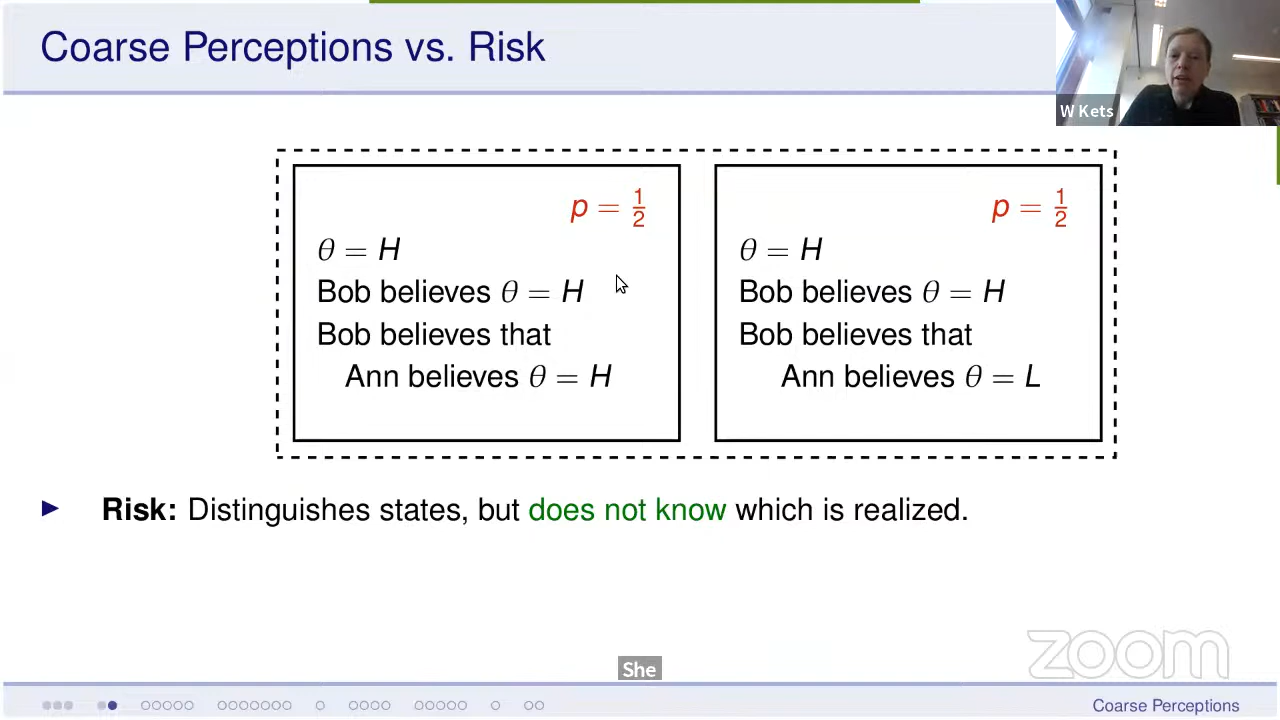 Coarse Perceptions vs. Risk
W Kets
p = 1/2
θ = H
Bob believes θ = H
Bob believes that
Ann believes θ = H
p = 1/2
θ = H
Bob believes θ = H
Bob believes that
Ann believes θ = L
Risk: Distinguishes states, but does not know which is realized.
zoom
She
Coarse Perceptions